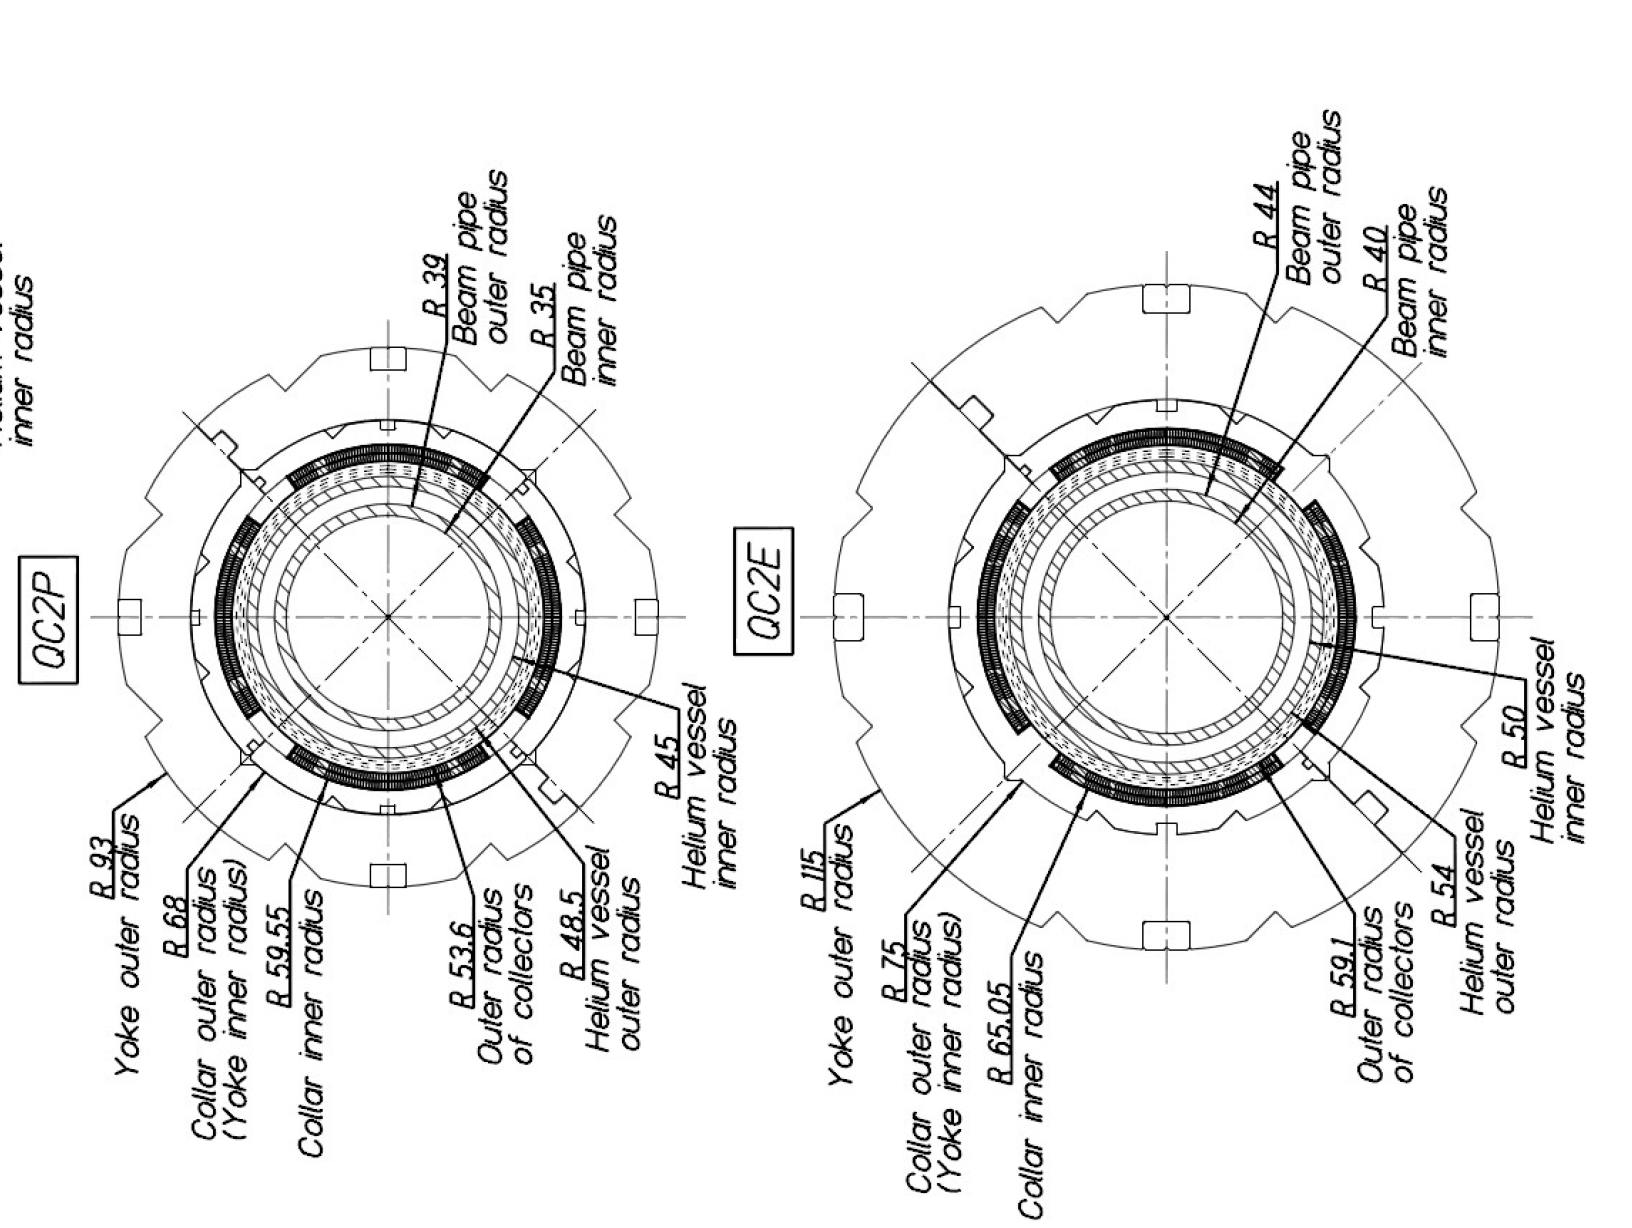 inner radius
QC2P
R 39
Beam pipe
outer radius
R 35
Beam pipe
inner radius
R 93
Yoke outer radius
R 68
Collar outer radius
(Yoke inner radius)
R 59.55
Collar inner radius
R 53.6
Outer radius
of collectors
R 48.5
Helium vessel
outer radius
R 45
Helium vessel
inner radius
QC2E
R 44
Beam pipe
outer radius
R 40
Beam pipe
inner radius
R 115
Yoke outer radius
R 75
Collar outer radius
(Yoke inner radius)
R 65.05
Collar inner radius
R 59.1
Outer radius
of collectors
R 54
Helium vessel
outer radius
R 50
Helium vessel
inner radius